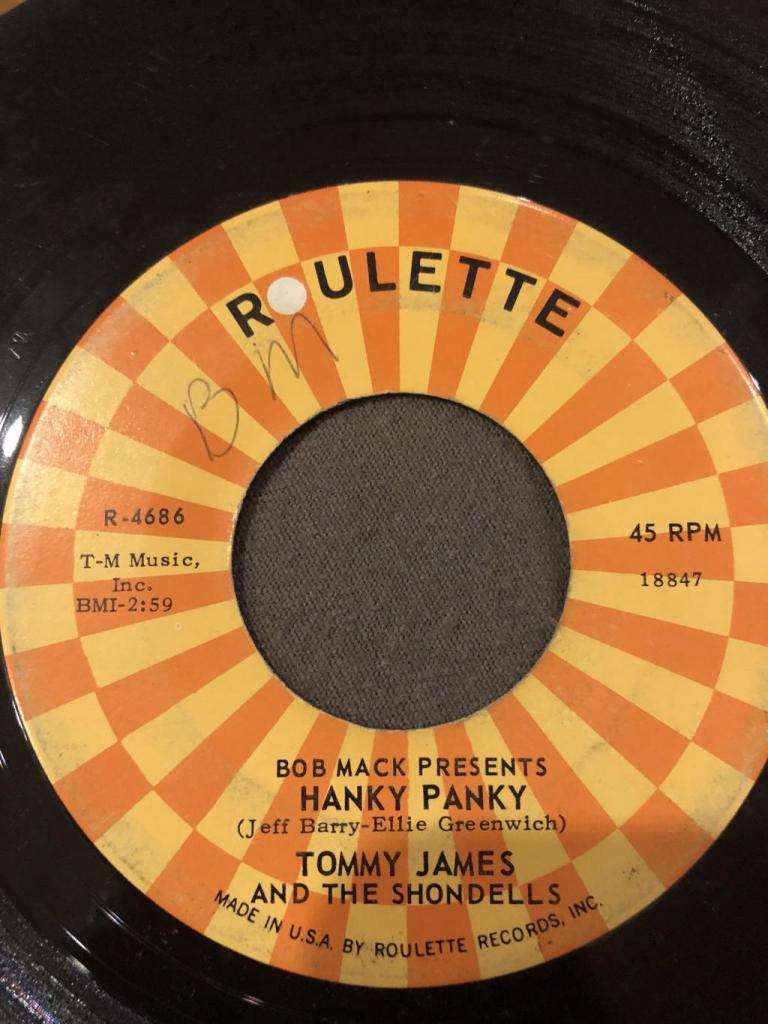 ROULETTE
BM
R-4686
T-M Music,
Inc.
BMI-2:59
45 RPM
18847
BOB MACK PRESENTS
HANKY PANKY
(Jeff Barry-Ellie Greenwich)
TOMMY JAMES
AND THE SHONDELLS
MADE IN U.S.A. BY ROULETTE RECORDS, INC.